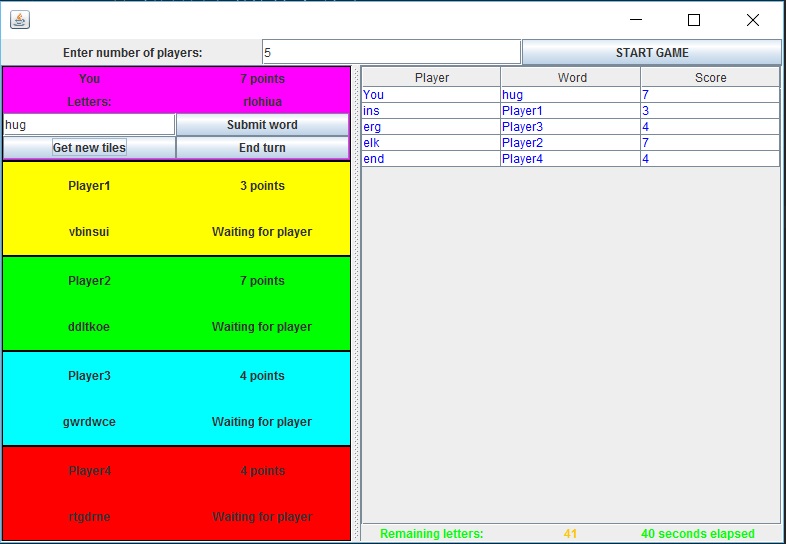 Enter number of players: 5 START GAME
You 7 points
Letters: rlohiua
hug Submit word
Get new tiles End turn
Player1 3 points
vbinsui Waiting for player
Player2 7 points
ddltkoe Waiting for player
Player3 4 points
gwrdwce Waiting for player
Player4 4 points
rtgdrne Waiting for player
Player Word Score
You hug 7
ins Player1 3
erg Player3 4
elk Player2 7
end Player4 4
Remaining letters: 41 40 seconds elapsed